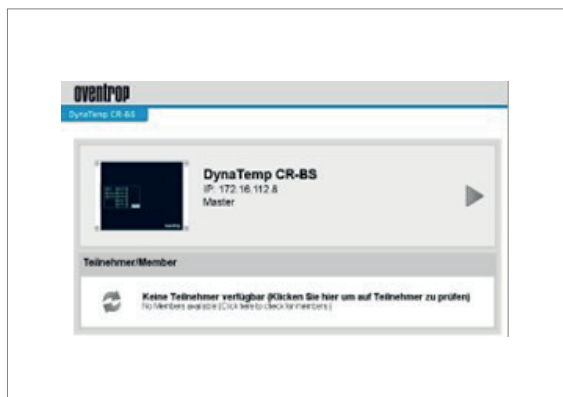 oventrop
DynaTemp CR-BS
DynaTemp CR-BS
IP: 172.16.112.8
Master
Teilnehmer/Member
Keine Teilnehmer verfügbar (Klicken Sie hier um auf Teilnehmer zu prüfen)
No Members available (Click here to check for members.)